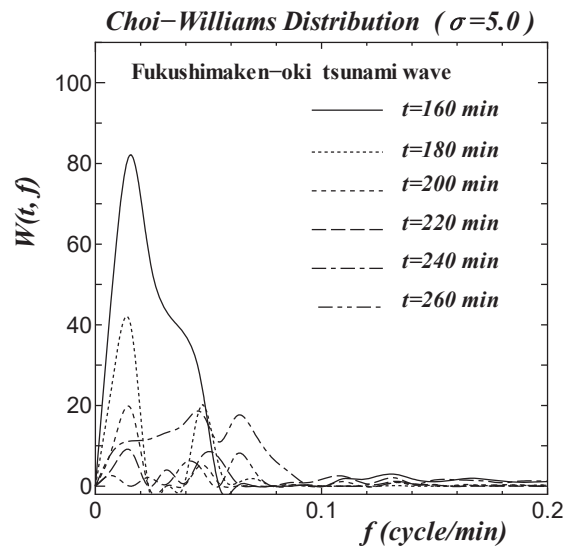 Choi−Williams Distribution ( σ=5.0 )
Fukushimaken−oki tsunami wave
t=160 min
t=180 min
t=200 min
t=220 min
t=240 min
t=260 min
W(t, f)
100
80
60
40
20
0
0
0.1
0.2
f (cycle/min)